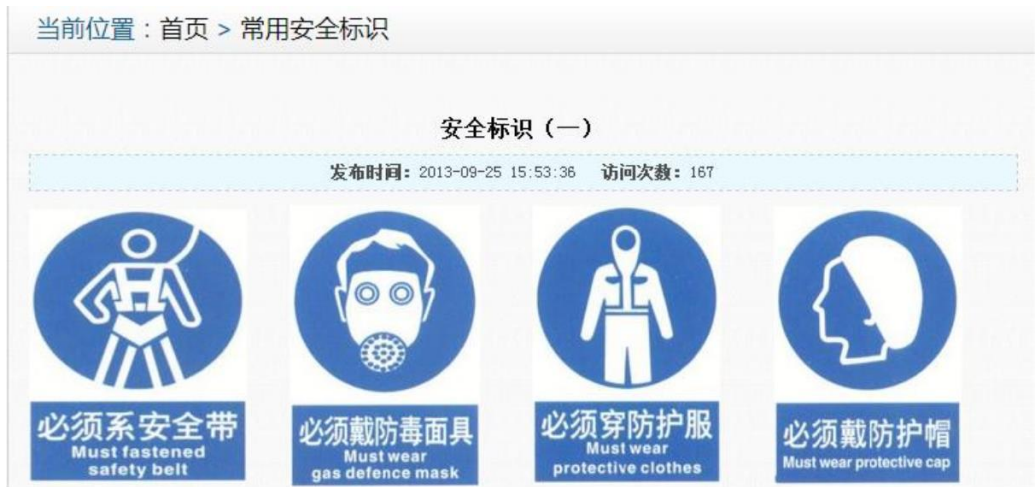 当前位置：首页 > 常用安全标识
安全标识（一）
发布时间：2013-09-25 15:53:36 访问次数：167
必须系安全带
Must fastened
safety belt
必须戴防毒面具
Must wear
gas defence mask
必须穿防护服
Must wear
protective clothes
必须戴防护帽
Must wear protective cap